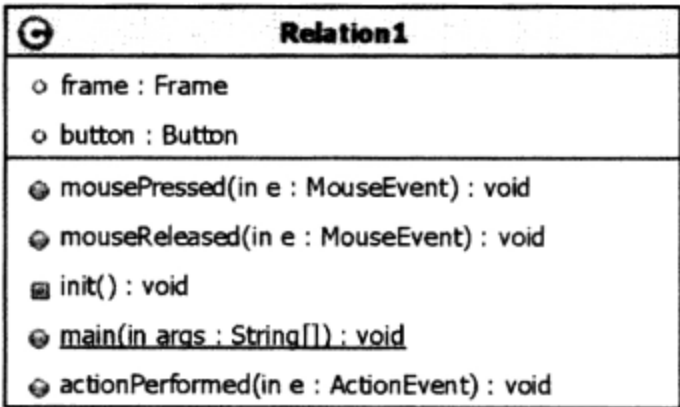 Relation1
frame : Frame
button : Button
mousePressed(in e : MouseEvent) : void
mouseReleased(in e : MouseEvent) : void
init() : void
main(in args : String[]) : void
actionPerformed(in e : ActionEvent) : void